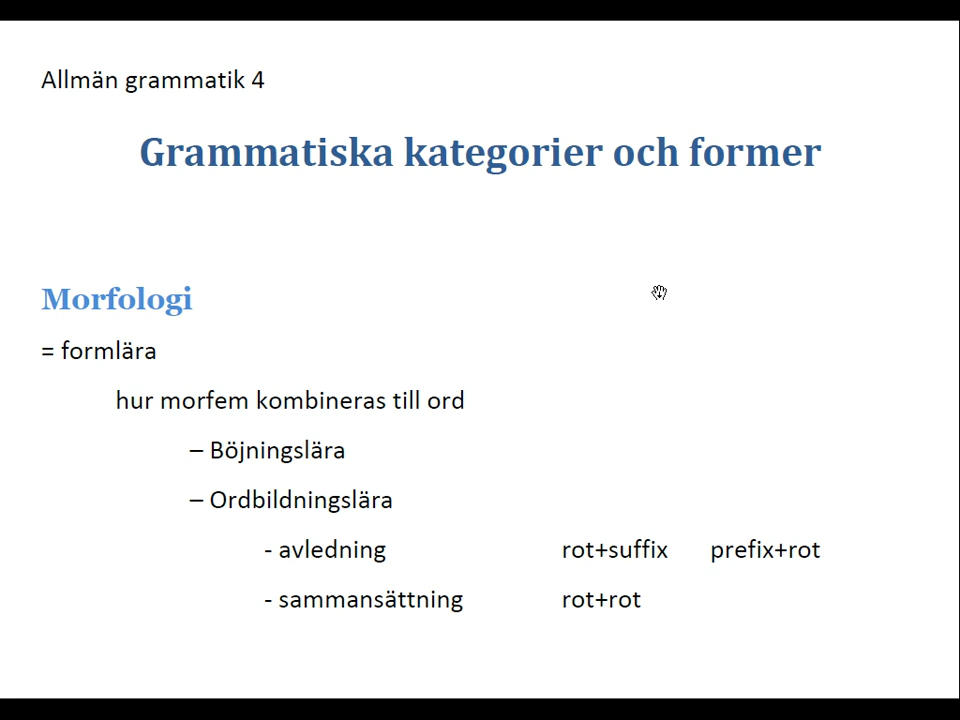 Allmän grammatik 4
Grammatiska kategorier och former
Morfologi
= formlära
hur morfem kombineras till ord
– Böjningslära
– Ordbildningslära
- avledning rot+suffix prefix+rot
- sammansättning rot+rot